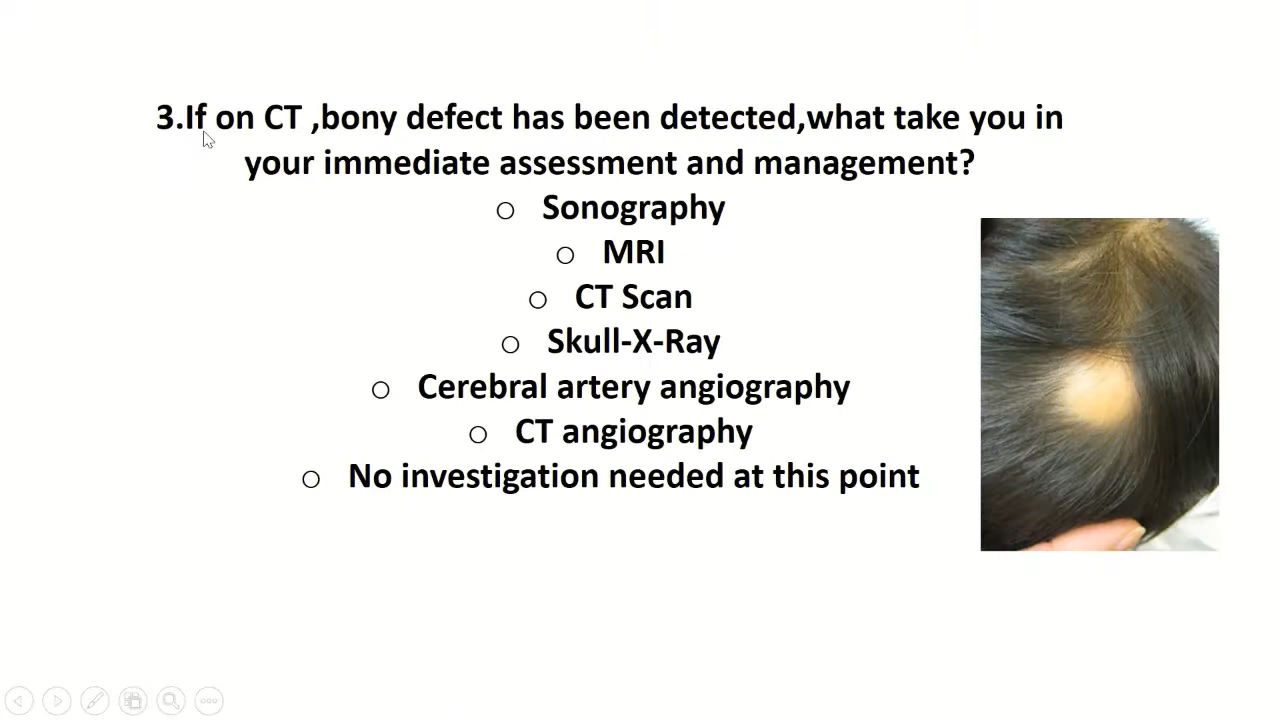 3.If on CT ,bony defect has been detected,what take you in
your immediate assessment and management?
o Sonography
o MRI
o CT Scan
o Skull-X-Ray
o Cerebral artery angiography
o CT angiography
o No investigation needed at this point